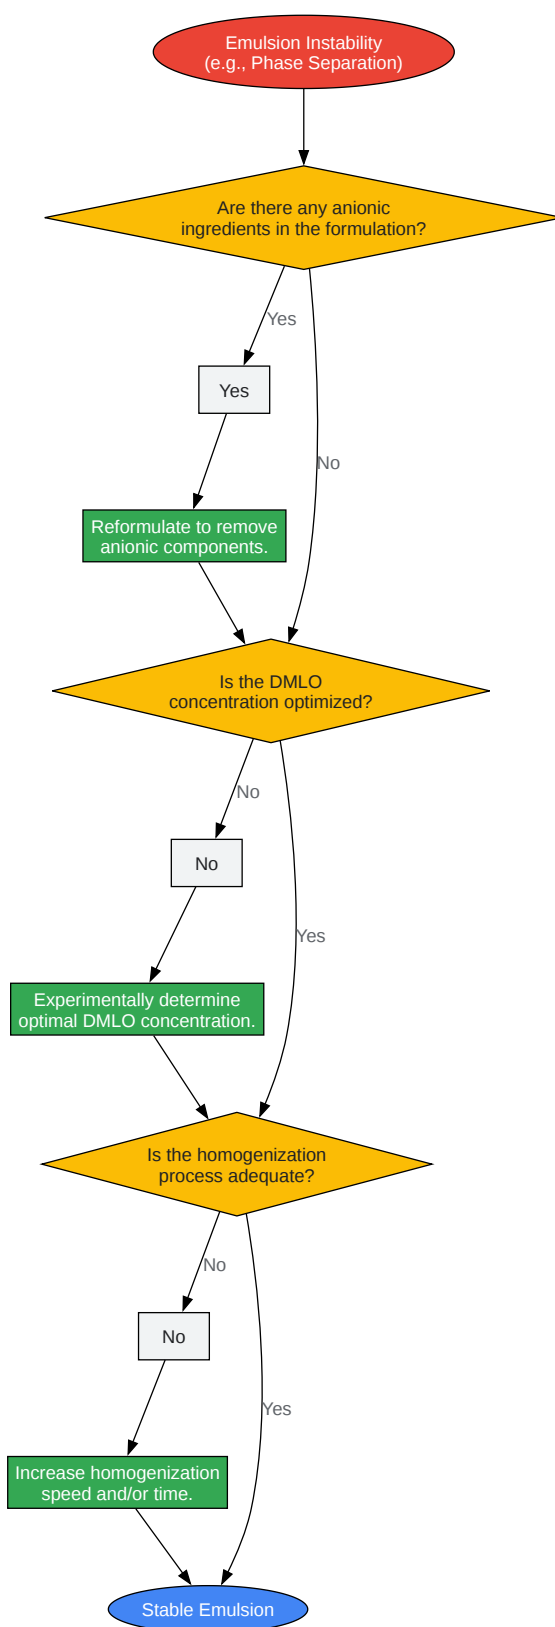 Emulsion Instability
(e.g., Phase Separation)
Are there any anionic
ingredients in the formulation?
Yes
Yes
No
Reformulate to remove
anionic components.
Is the DMLO
concentration optimized?
No
No
Yes
Experimentally determine
optimal DMLO concentration.
Is the homogenization
process adequate?
No
No
Yes
Increase homogenization
speed and/or time.
Stable Emulsion